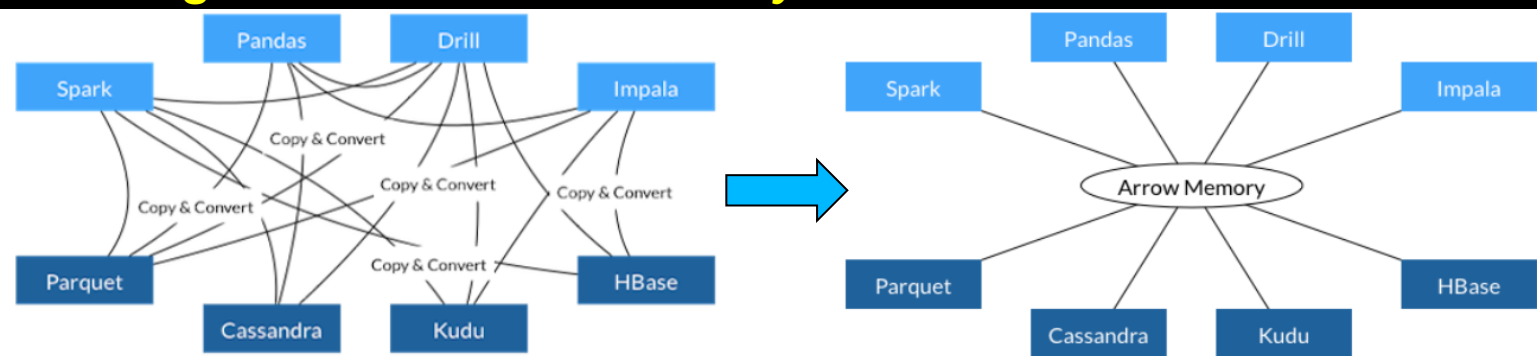 Pandas
Drill
Spark
Impala
Copy & Convert
Copy & Convert
Copy & Convert
Copy & Convert
Copy & Convert
Parquet
HBase
Cassandra
Kudu
Pandas
Drill
Spark
Impala
Arrow Memory
Parquet
HBase
Cassandra
Kudu